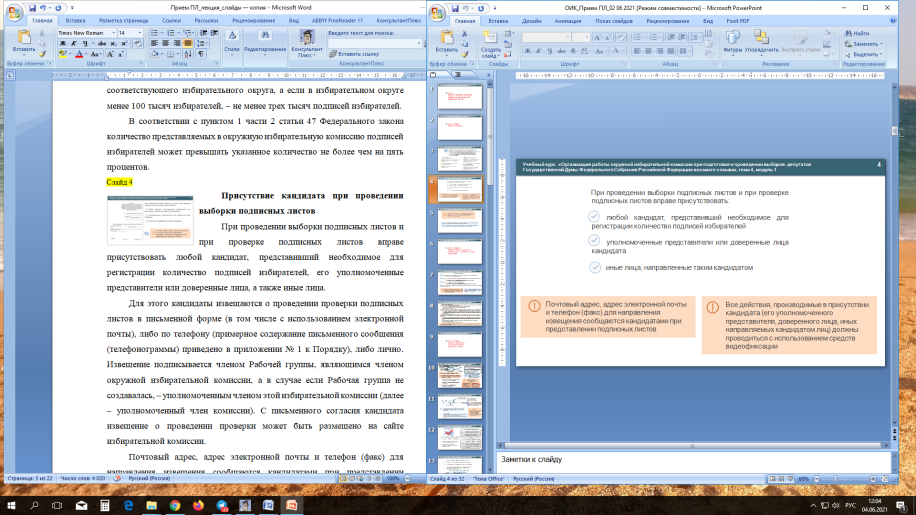 Прием ПЛ_лекция_слайды — копия - Microsoft Word
Главная
Вставка
Разметка страницы
Ссылки
Рассылки
Рецензирование
Вид
ABBYY FineReader 11
КонсультантПлюс
Вставить
Times New Roman
14
Стили
Редактирование
Консультант Плюс
Введите текст для поиска:
Вставить ссылку
Буфер обмена
Шрифт
Абзац
КонсультантПлюс
соответствующего избирательного округа, а если в избирательном округе
менее 100 тысяч избирателей, – не менее трех тысяч подписей избирателей.
В соответствии с пунктом 1 части 2 статьи 47 Федерального закона
количество представляемых в окружную избирательную комиссию подписей
избирателей может превышать указанное количество не более чем на пять
процентов.
Слайд 4
Присутствие кандидата при проведении
выборки подписных листов
При проведении выборки подписных листов и
при проверке подписных листов вправе
присутствовать любой кандидат, представивший необходимое для
регистрации количество подписей избирателей, его уполномоченные
представители или доверенные лица, а также иные лица.
Для этого кандидаты извещаются о проведении проверки подписных
листов в письменной форме (в том числе с использованием электронной
почты), либо по телефону (примерное содержание письменного сообщения
(телефонограммы) приведено в приложении № 1 к Порядку), либо лично.
Извещение подписывается членом Рабочей группы, являющимся членом
окружной избирательной комиссии, а в случае если Рабочая группа не
создавалась, – уполномоченным членом этой избирательной комиссии (далее
– уполномоченный член комиссии). С письменного согласия кандидата
извещение о проведении проверки может быть размещено на сайте
избирательной комиссии.
Почтовый адрес, адрес электронной почты и телефон (факс) для
направления извещения сообщаются кандидатами при представлении
Страница: 3 из 22
Число слов: 4 020
Русский (Россия)
100%
ОИК_Прием ПЛ_02 06 2021 [Режим совместимости] - Microsoft PowerPoint
Главная
Вставка
Дизайн
Анимация
Показ слайдов
Рецензирование
Вид
Foxit PDF
Вставить
Создать слайд
Фигуры
Упорядочить
Экспресс-стили
Найти
Заменить
Выделить
Буфер обмена
Слайды
Шрифт
Абзац
Рисование
Редактирование
Учебный курс «Организация работы окружной избирательной комиссии при подготовке и проведении выборов депутатов
Государственной Думы Федерального Собрания Российской Федерации восьмого созыва», тема 4, модуль 1
4
При проведении выборки подписных листов и при проверке
подписных листов вправе присутствовать:
любой кандидат, представивший необходимое для
регистрации количество подписей избирателей
уполномоченные представители или доверенные лица
кандидата
иные лица, направленные таким кандидатом
Почтовый адрес, адрес электронной почты
и телефон (факс) для направления
извещения сообщаются кандидатами при
представлении подписных листов
Все действия, производимые в присутствии
кандидата (его уполномоченного
представителя, доверенного лица, иных
направляемых кандидатом лиц) должны
проводиться с использованием средств
видеофиксации
Заметки к слайду
Слайд 4 из 32
"Тема Office"
Русский (Россия)
60%
РУС
12:04
04.06.2021